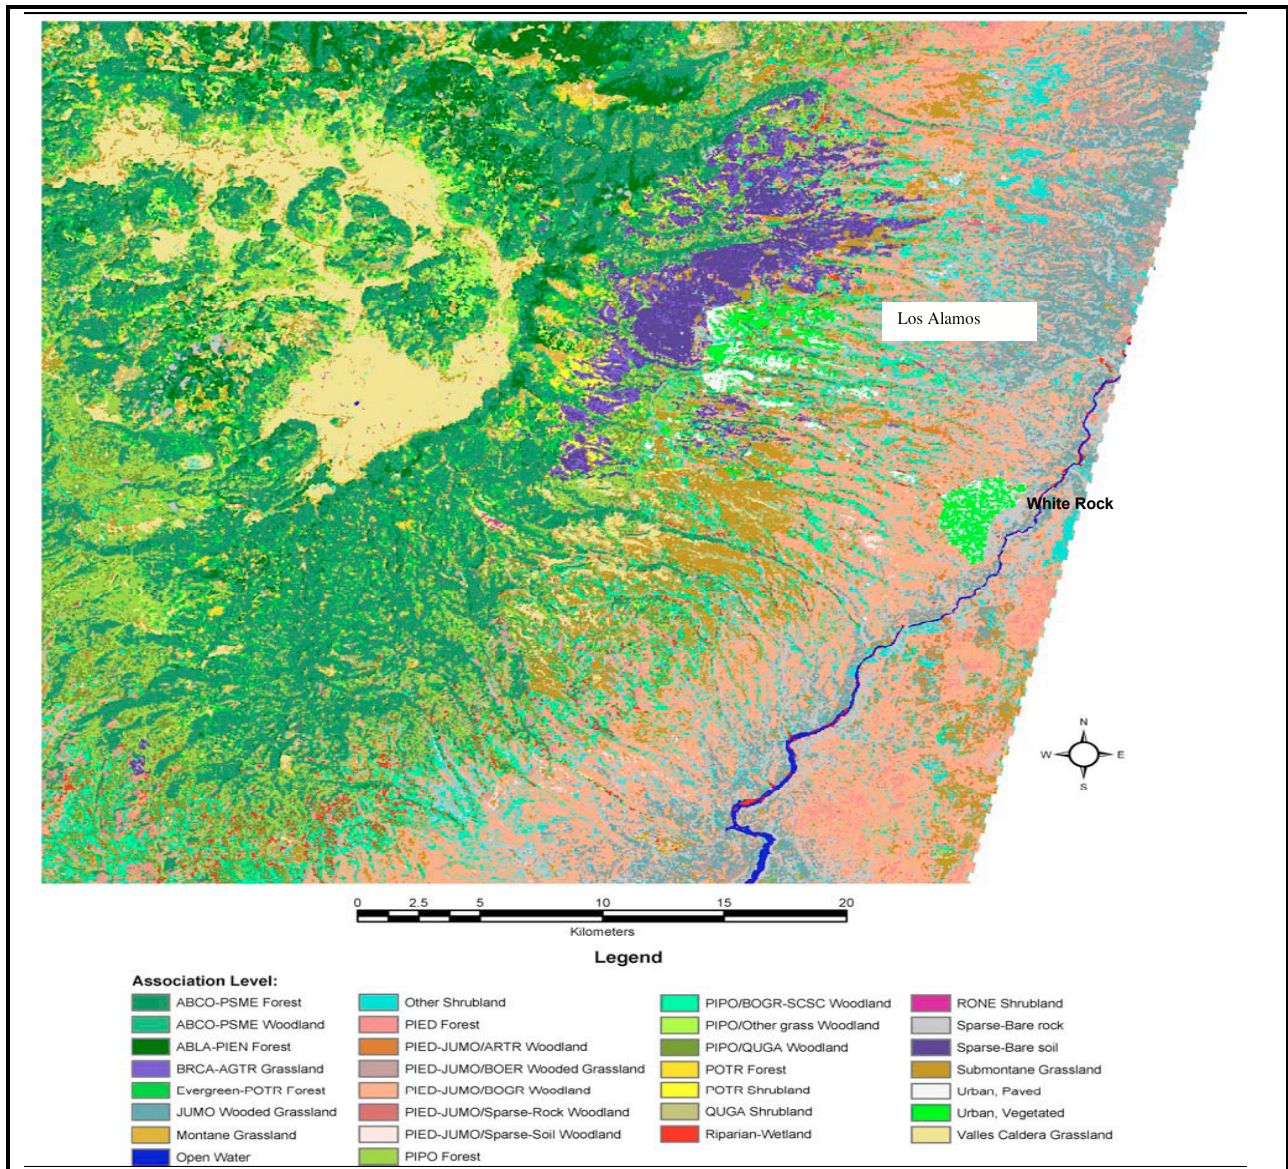 Los Alamos
White Rock
N
W E
S
0 2.5 5 10 15 20
Kilometers
Legend
Association Level:
ABCO-PSME Forest
ABCO-PSME Woodland
ABLA-PIEN Forest
BRCA-AGTR Grassland
Evergreen-POTR Forest
JUMO Wooded Grassland
Montane Grassland
Open Water
Other Shrubland
PIED Forest
PIED-JUMO/ARTR Woodland
PIED-JUMO/BOER Wooded Grassland
PIED-JUMO/BOGR Woodland
PIED-JUMO/Sparse-Rock Woodland
PIED-JUMO/Sparse-Soil Woodland
PIPO Forest
PIPO/BOGR-SCSC Woodland
PIPO/Other grass Woodland
PIPO/QUGA Woodland
POTR Forest
POTR Shrubland
QUGA Shrubland
Riparian-Wetland
RONE Shrubland
Sparse-Bare rock
Sparse-Bare soil
Submontane Grassland
Urban, Paved
Urban, Vegetated
Valles Caldera Grassland